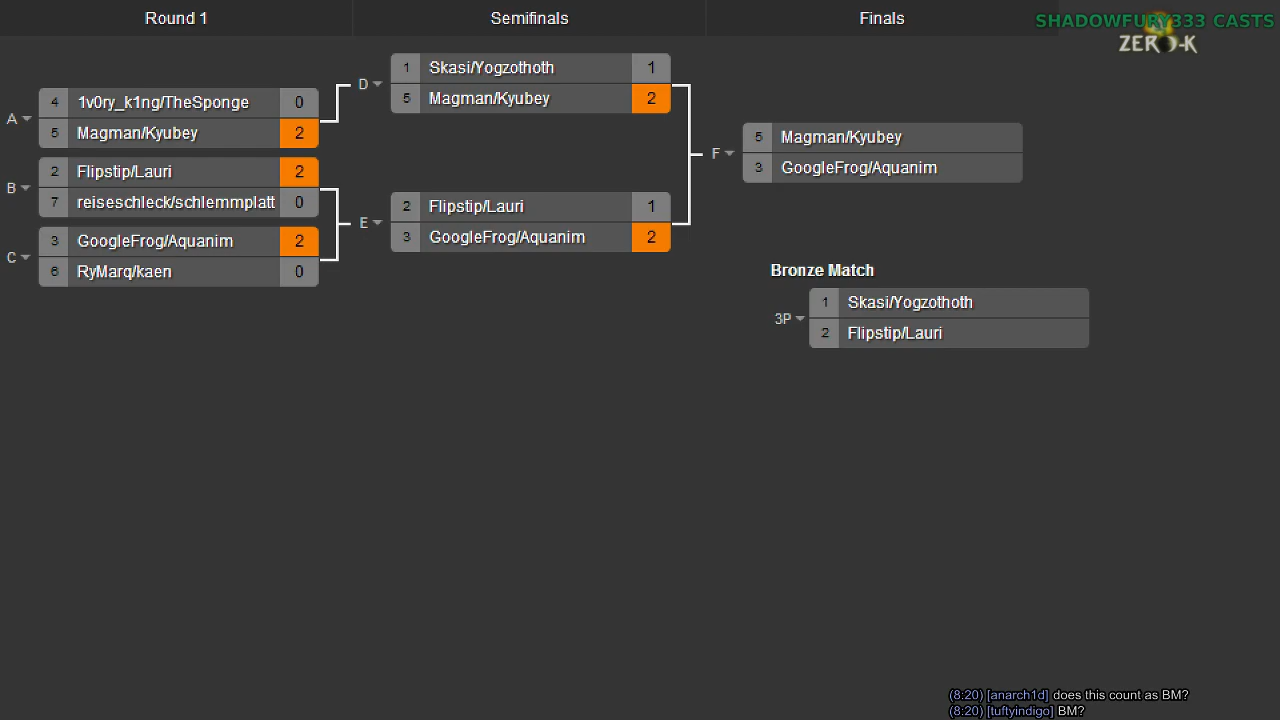 Round 1
Semifinals
Finals
SHADOWFURY333 CASTS
ZERO-K
A
4 1v0ry_k1ng/TheSponge 0
5 Magman/Kyubey 2
B
2 Flipstip/Lauri 2
7 reiseschleck/schlemmplatt 0
C
3 GoogleFrog/Aquanim 2
6 RyMarq/kaen 0
D
1 Skasi/Yogzothoth 1
5 Magman/Kyubey 2
E
2 Flipstip/Lauri 1
3 GoogleFrog/Aquanim 2
F
5 Magman/Kyubey
3 GoogleFrog/Aquanim
Bronze Match
3P
1 Skasi/Yogzothoth
2 Flipstip/Lauri
(8:20) [anarch1d] does this count as BM?
(8:20) [tuftyindigo] BM?